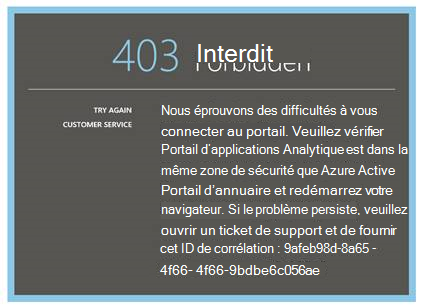 403 Interdit
Forbidden
TRY AGAIN
CUSTOMER SERVICE
Nous éprouvons des difficultés à vous
connecter au portail. Veuillez vérifier
Portail d'applications Analytique est dans la
même zone de sécurité que Azure Active
Portail d'annuaire et redémarrez votre
navigateur. Si le problème persiste, veuillez
ouvrir un ticket de support et de fournir
cet ID de corrélation : 9afeb98d-8a65 -
4f66- 4f66-9bdbe6c056ae